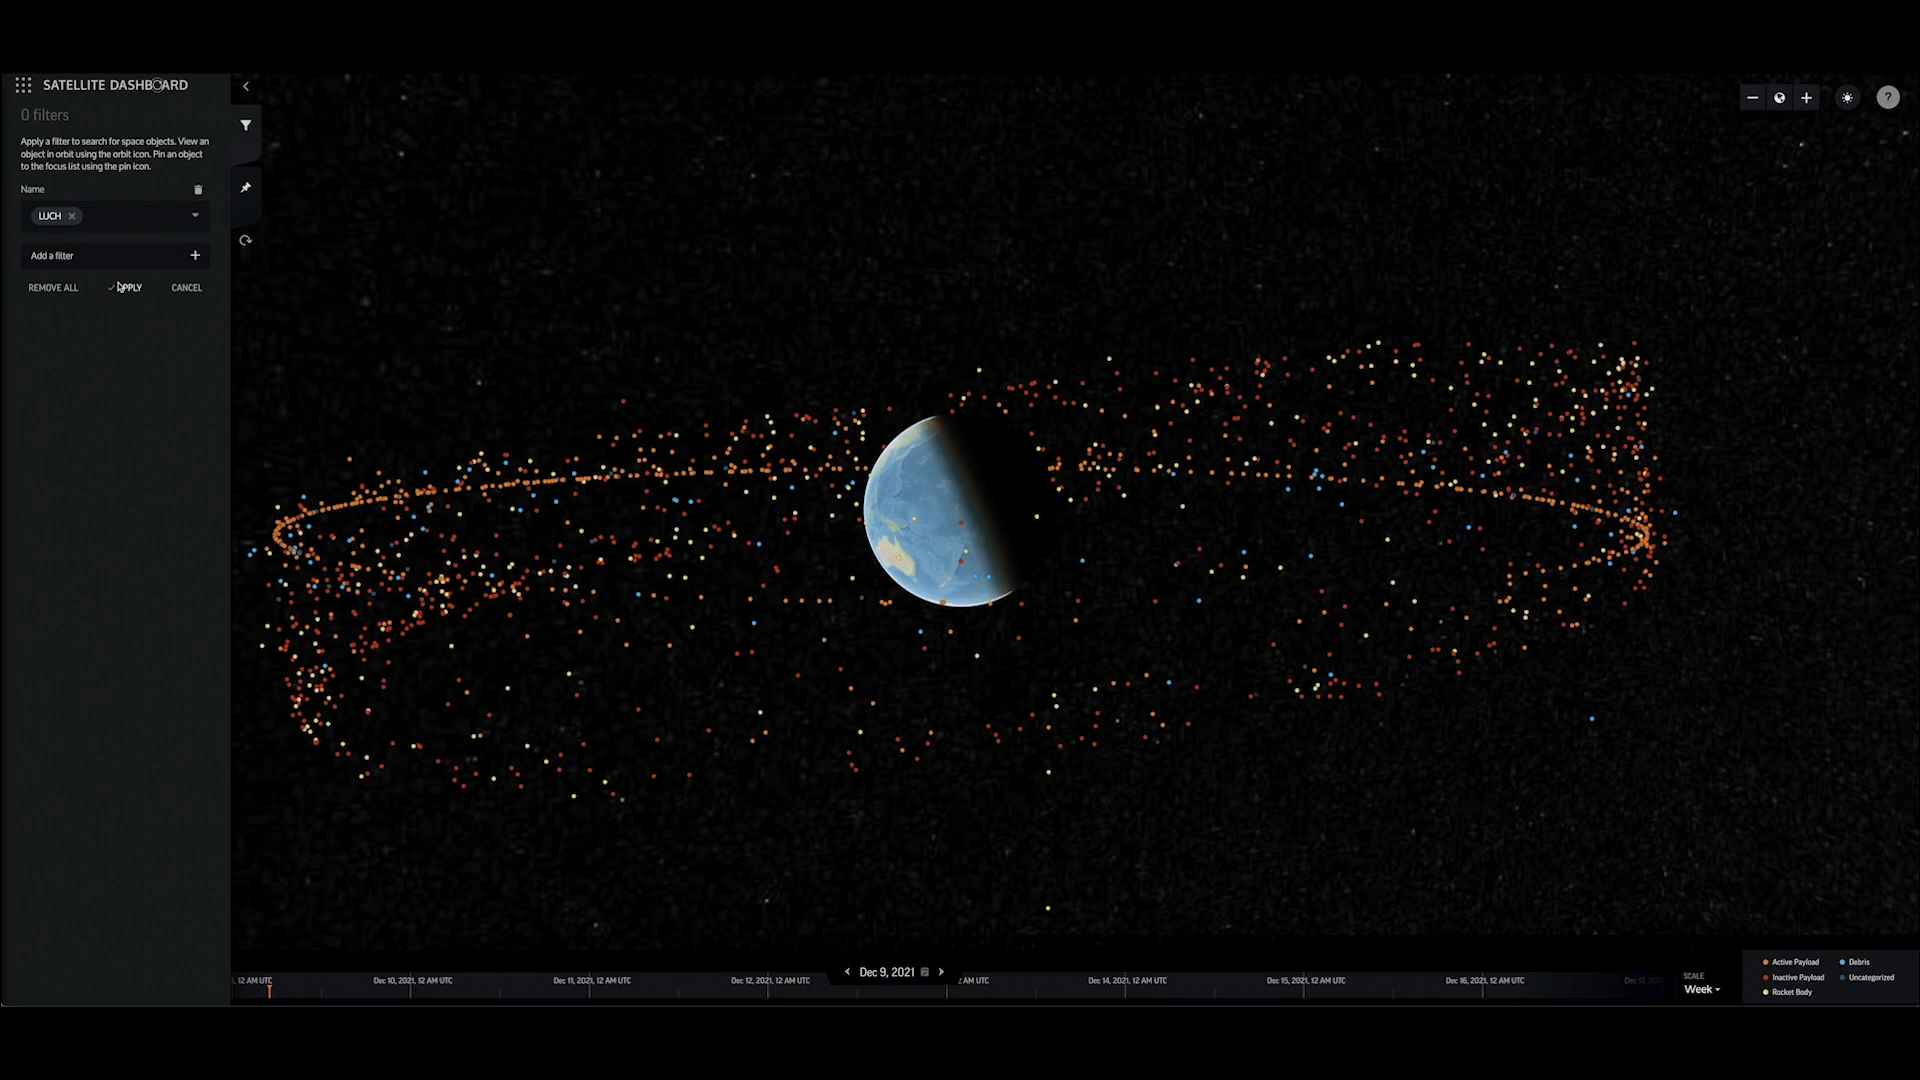 SATELLITE DASHBOARD
0 filters
Apply a filter to search for space objects. View an
object in orbit using the orbit icon. Pin an object
to the focus list using the pin icon.
Name
LUCH
Add a filter
REMOVE ALL
APPLY
CANCEL
?
Dec 9, 2021
, 12 AM UTC
Dec 10, 2021, 12 AM UTC
Dec 11, 2021, 12 AM UTC
Dec 12, 2021, 12 AM UTC
AM UTC
Dec 14, 2021, 12 AM UTC
Dec 15, 2021, 12 AM UTC
Dec 16, 2021, 12 AM UTC
SCALE
Week
Active Payload
Debris
Inactive Payload
Uncategorized
Rocket Body